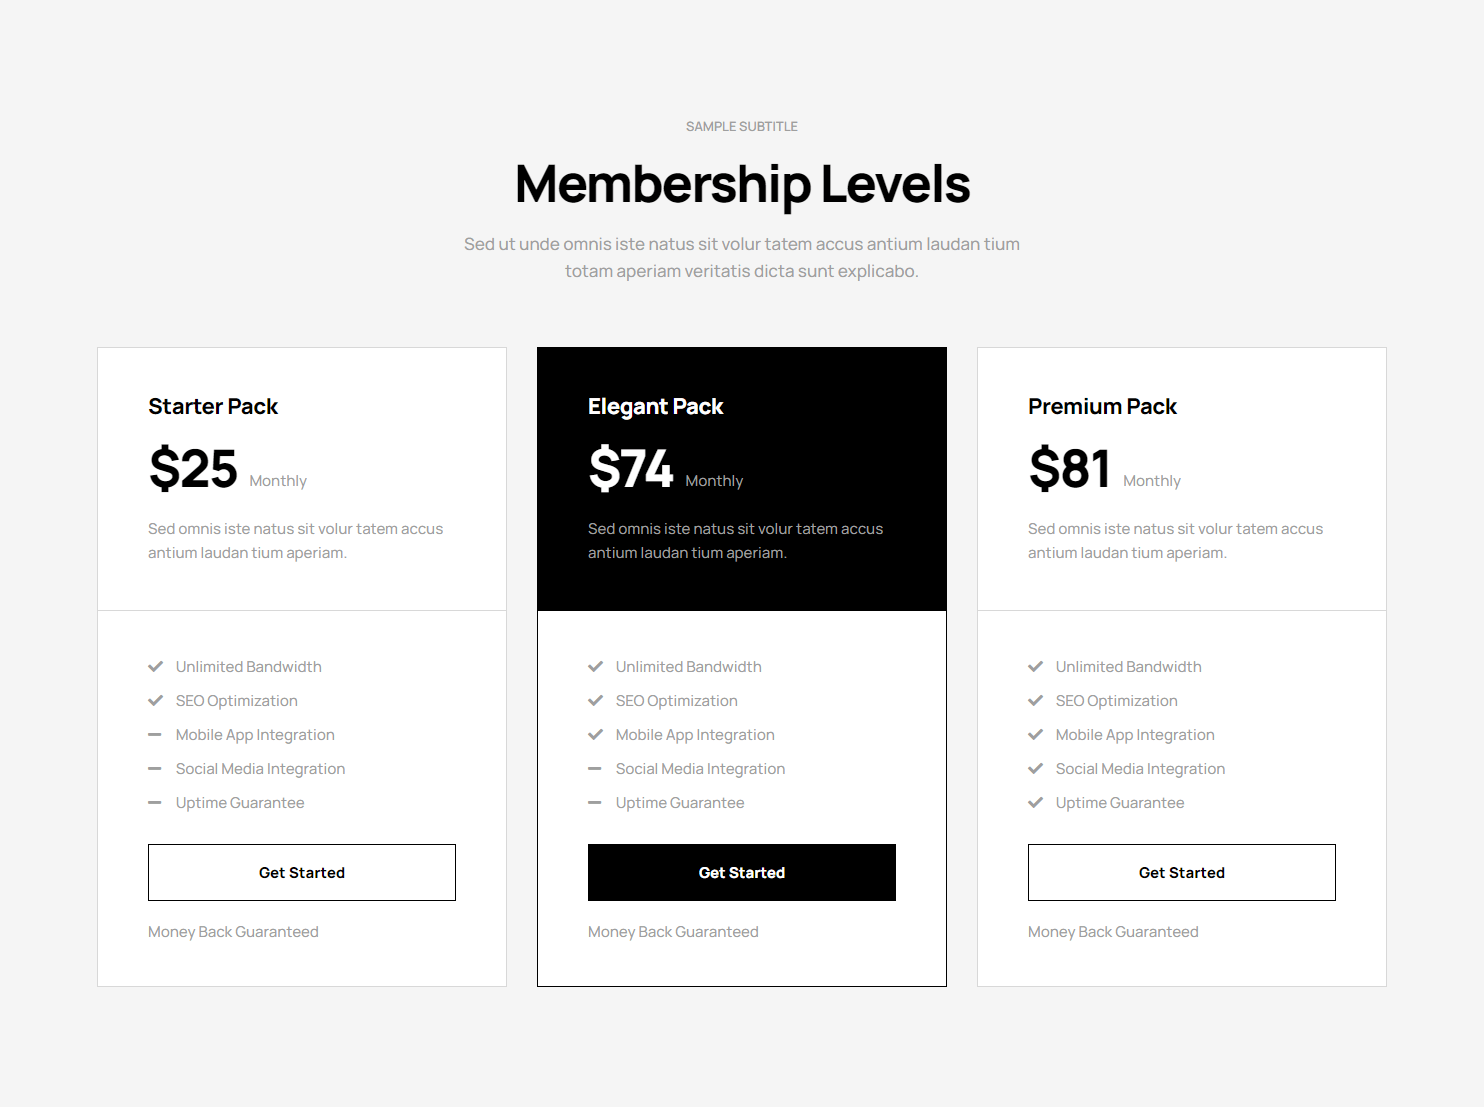 SAMPLE SUBTITLE
Membership Levels
Sed ut unde omnis iste natus sit volur tatem accus antium laudan tium
totam aperiam veritatis dicta sunt explicabo.
Starter Pack
$25 Monthly
Sed omnis iste natus sit volur tatem accus
antium laudan tium aperiam.
Unlimited Bandwidth
SEO Optimization
Mobile App Integration
Social Media Integration
Uptime Guarantee
Get Started
Money Back Guaranteed
Elegant Pack
$74 Monthly
Sed omnis iste natus sit volur tatem accus
antium laudan tium aperiam.
Unlimited Bandwidth
SEO Optimization
Mobile App Integration
Social Media Integration
Uptime Guarantee
Get Started
Money Back Guaranteed
Premium Pack
$81 Monthly
Sed omnis iste natus sit volur tatem accus
antium laudan tium aperiam.
Unlimited Bandwidth
SEO Optimization
Mobile App Integration
Social Media Integration
Uptime Guarantee
Get Started
Money Back Guaranteed